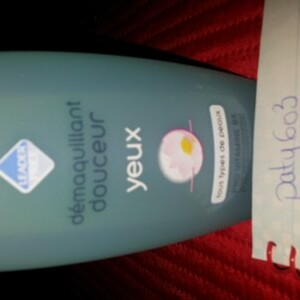 LEADER
PRICE
démaquillant
douceur
yeux
tous types de peaux
paty603